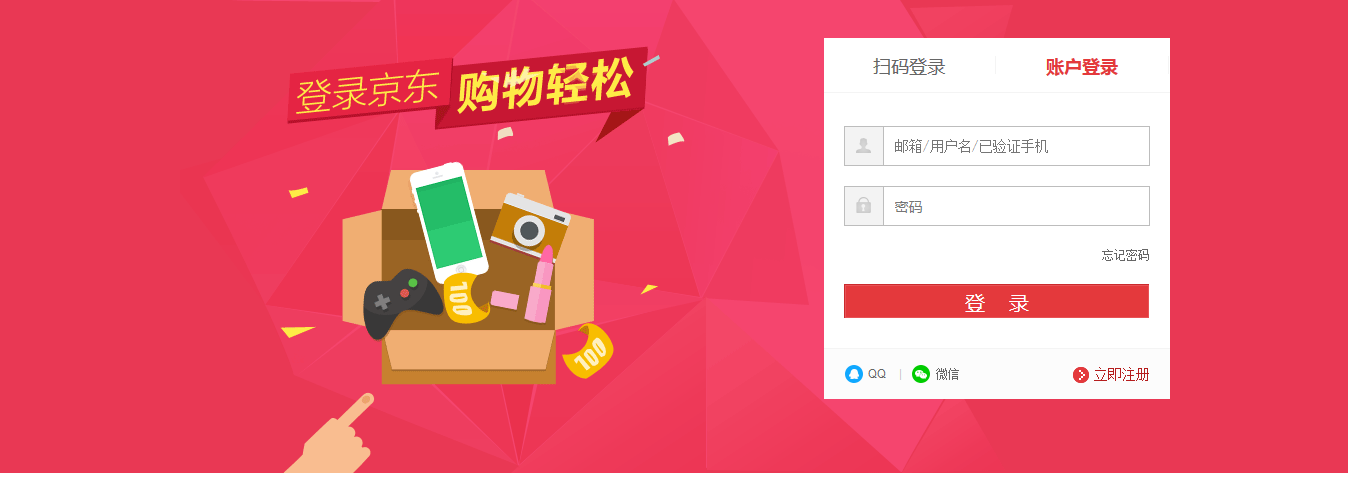 登录京东 购物轻松
扫码登录 账户登录
邮箱/用户名/已验证手机
密码
忘记密码
登 录
QQ | 微信 立即注册
100
100